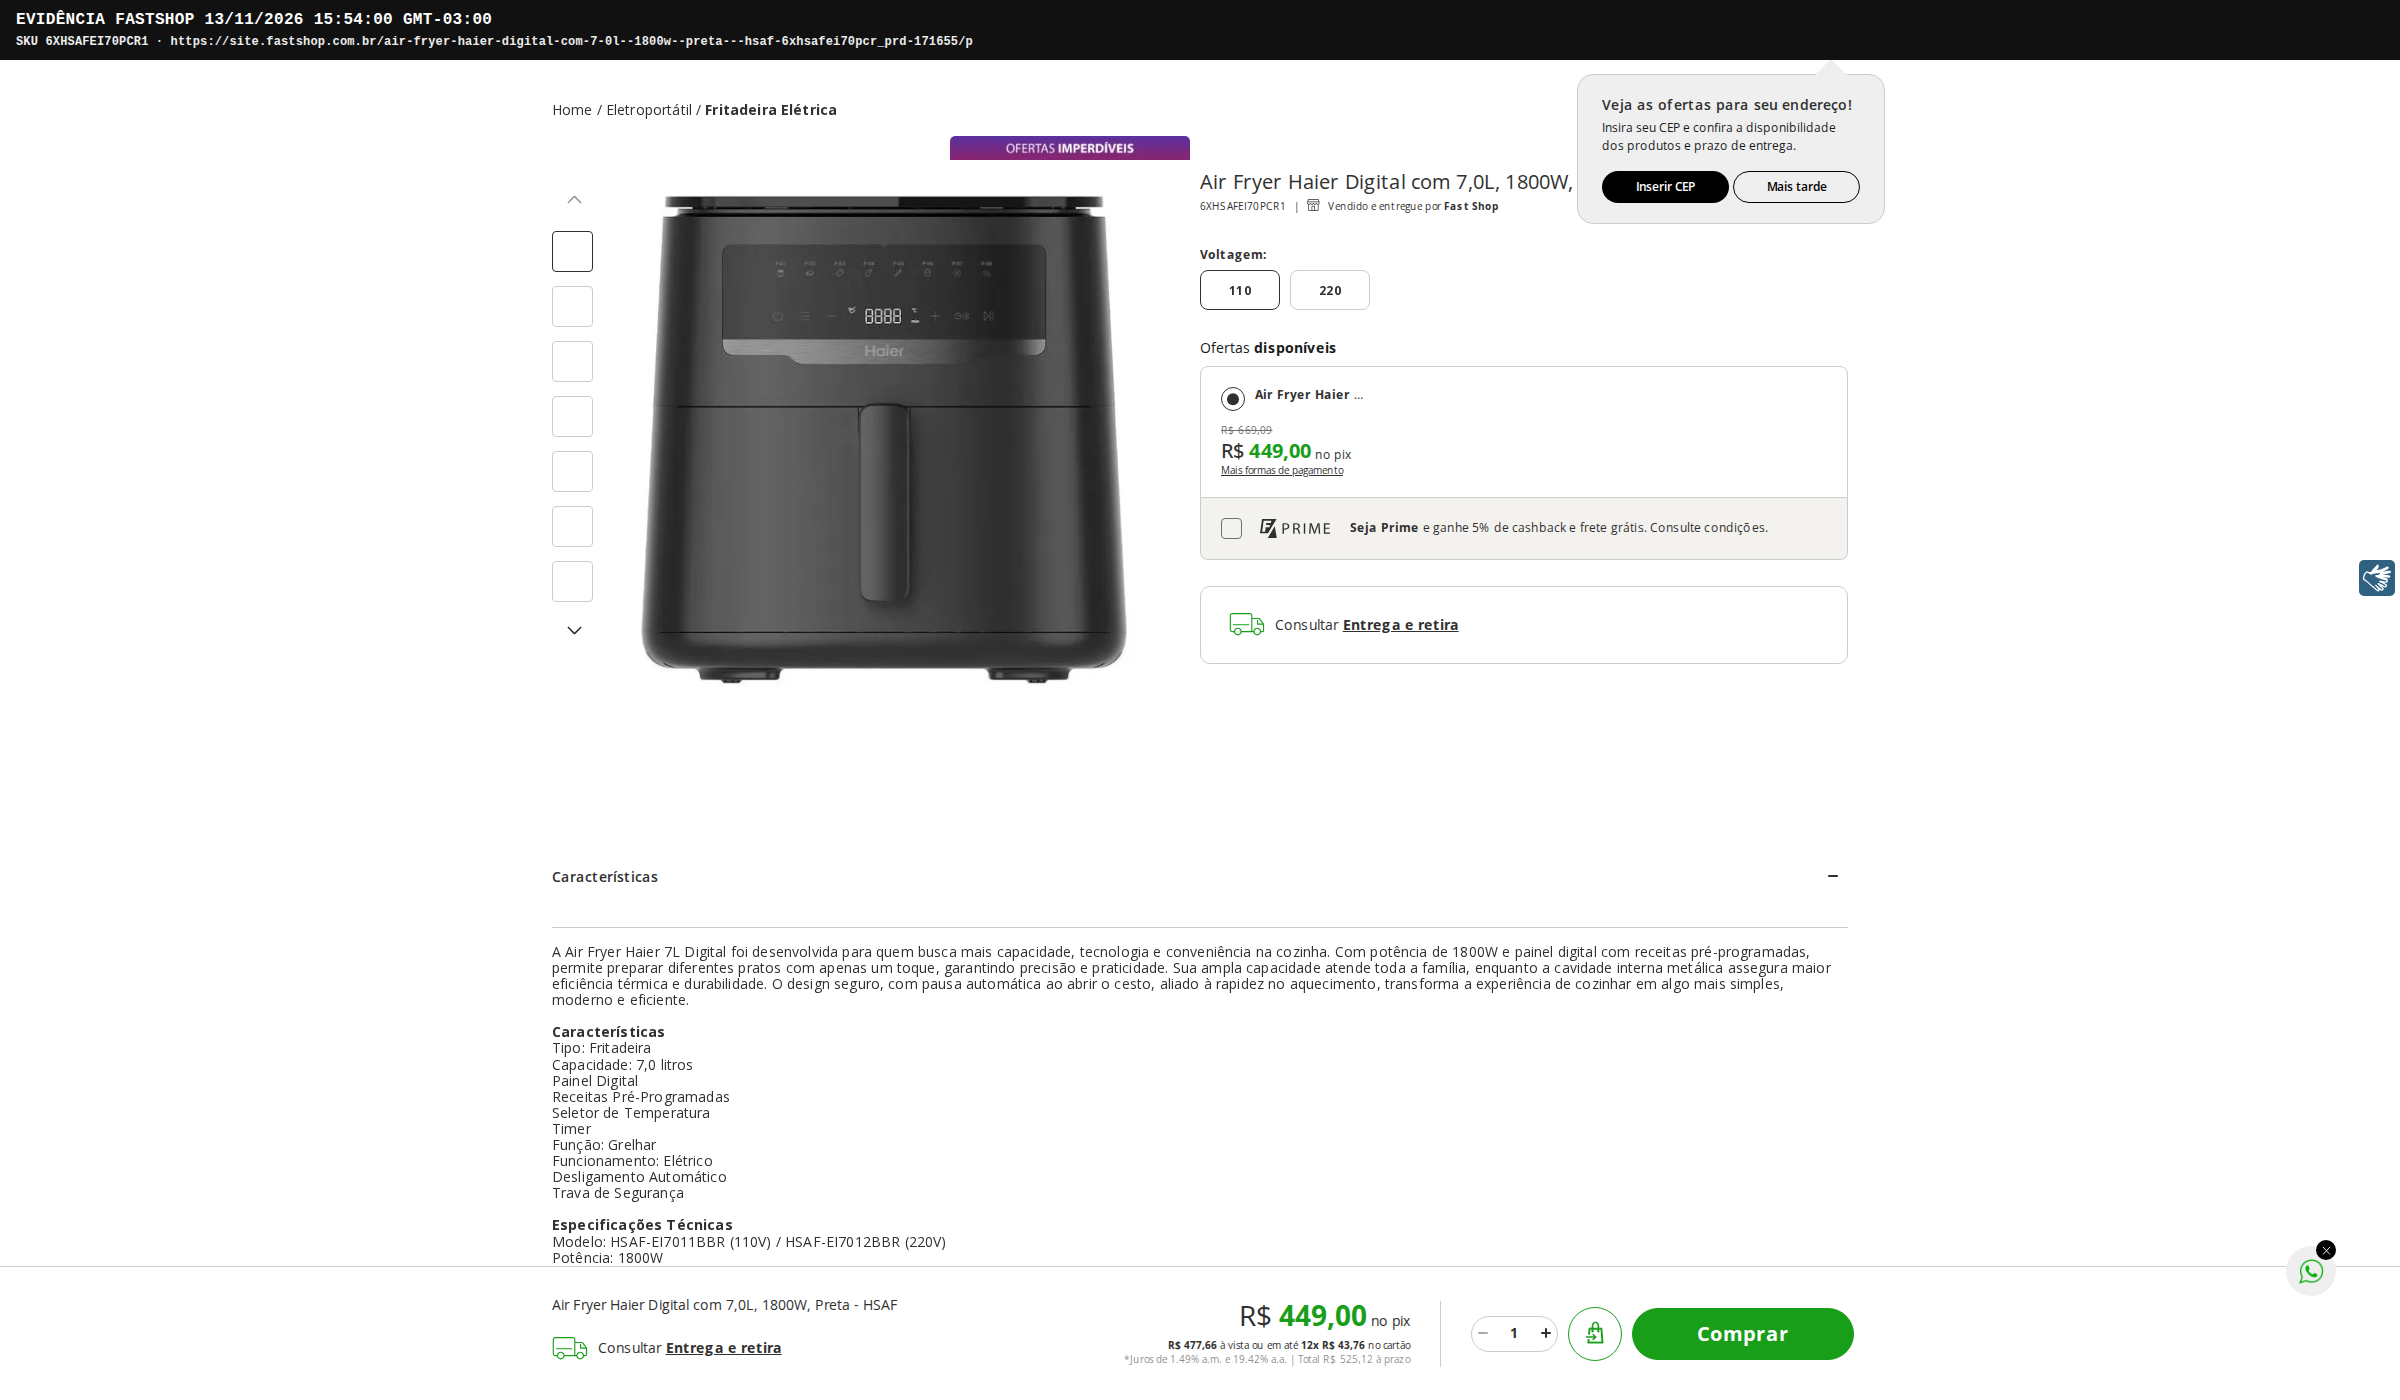 EVIDÊNCIA FASTSHOP 13/11/2026 15:54:00 GMT-03:00
SKU 6XHSAFEI70PCR1 · https://site.fastshop.com.br/air-fryer-haier-digital-com-7-0l--1800w--preta---hsaf-6xhsafei70pcr_prd-171655/p
Veja as ofertas para seu endereço!
Insira seu CEP e confira a disponibilidade
dos produtos e prazo de entrega.
Inserir CEP
Mais tarde
Home / Eletroportátil / Fritadeira Elétrica
OFERTAS IMPERDÍVEIS
Haier
Air Fryer Haier Digital com 7,0L, 1800W,
6XHSAFEI70PCR1 | Vendido e entregue por Fast Shop
Voltagem:
110
220
Ofertas disponíveis
Air Fryer Haier ...
R$ 669,09
R$ 449,00 no pix
Mais formas de pagamento
PRIME
Seja Prime e ganhe 5% de cashback e frete grátis. Consulte condições.
Consultar Entrega e retira
Características
A Air Fryer Haier 7L Digital foi desenvolvida para quem busca mais capacidade, tecnologia e conveniência na cozinha. Com potência de 1800W e painel digital com receitas pré-programadas,
permite preparar diferentes pratos com apenas um toque, garantindo precisão e praticidade. Sua ampla capacidade atende toda a família, enquanto a cavidade interna metálica assegura maior
eficiência térmica e durabilidade. O design seguro, com pausa automática ao abrir o cesto, aliado à rapidez no aquecimento, transforma a experiência de cozinhar em algo mais simples,
moderno e eficiente.
Características
Tipo: Fritadeira
Capacidade: 7,0 litros
Painel Digital
Receitas Pré-Programadas
Seletor de Temperatura
Timer
Função: Grelhar
Funcionamento: Elétrico
Desligamento Automático
Trava de Segurança
Especificações Técnicas
Modelo: HSAF-EI7011BBR (110V) / HSAF-EI7012BBR (220V)
Potência: 1800W
Air Fryer Haier Digital com 7,0L, 1800W, Preta - HSAF
Consultar Entrega e retira
R$ 449,00 no pix
R$ 477,66 à vista ou em até 12x R$ 43,76 no cartão
*Juros de 1.49% a.m. e 19.42% a.a. | Total R$ 525,12 à prazo
1
Comprar